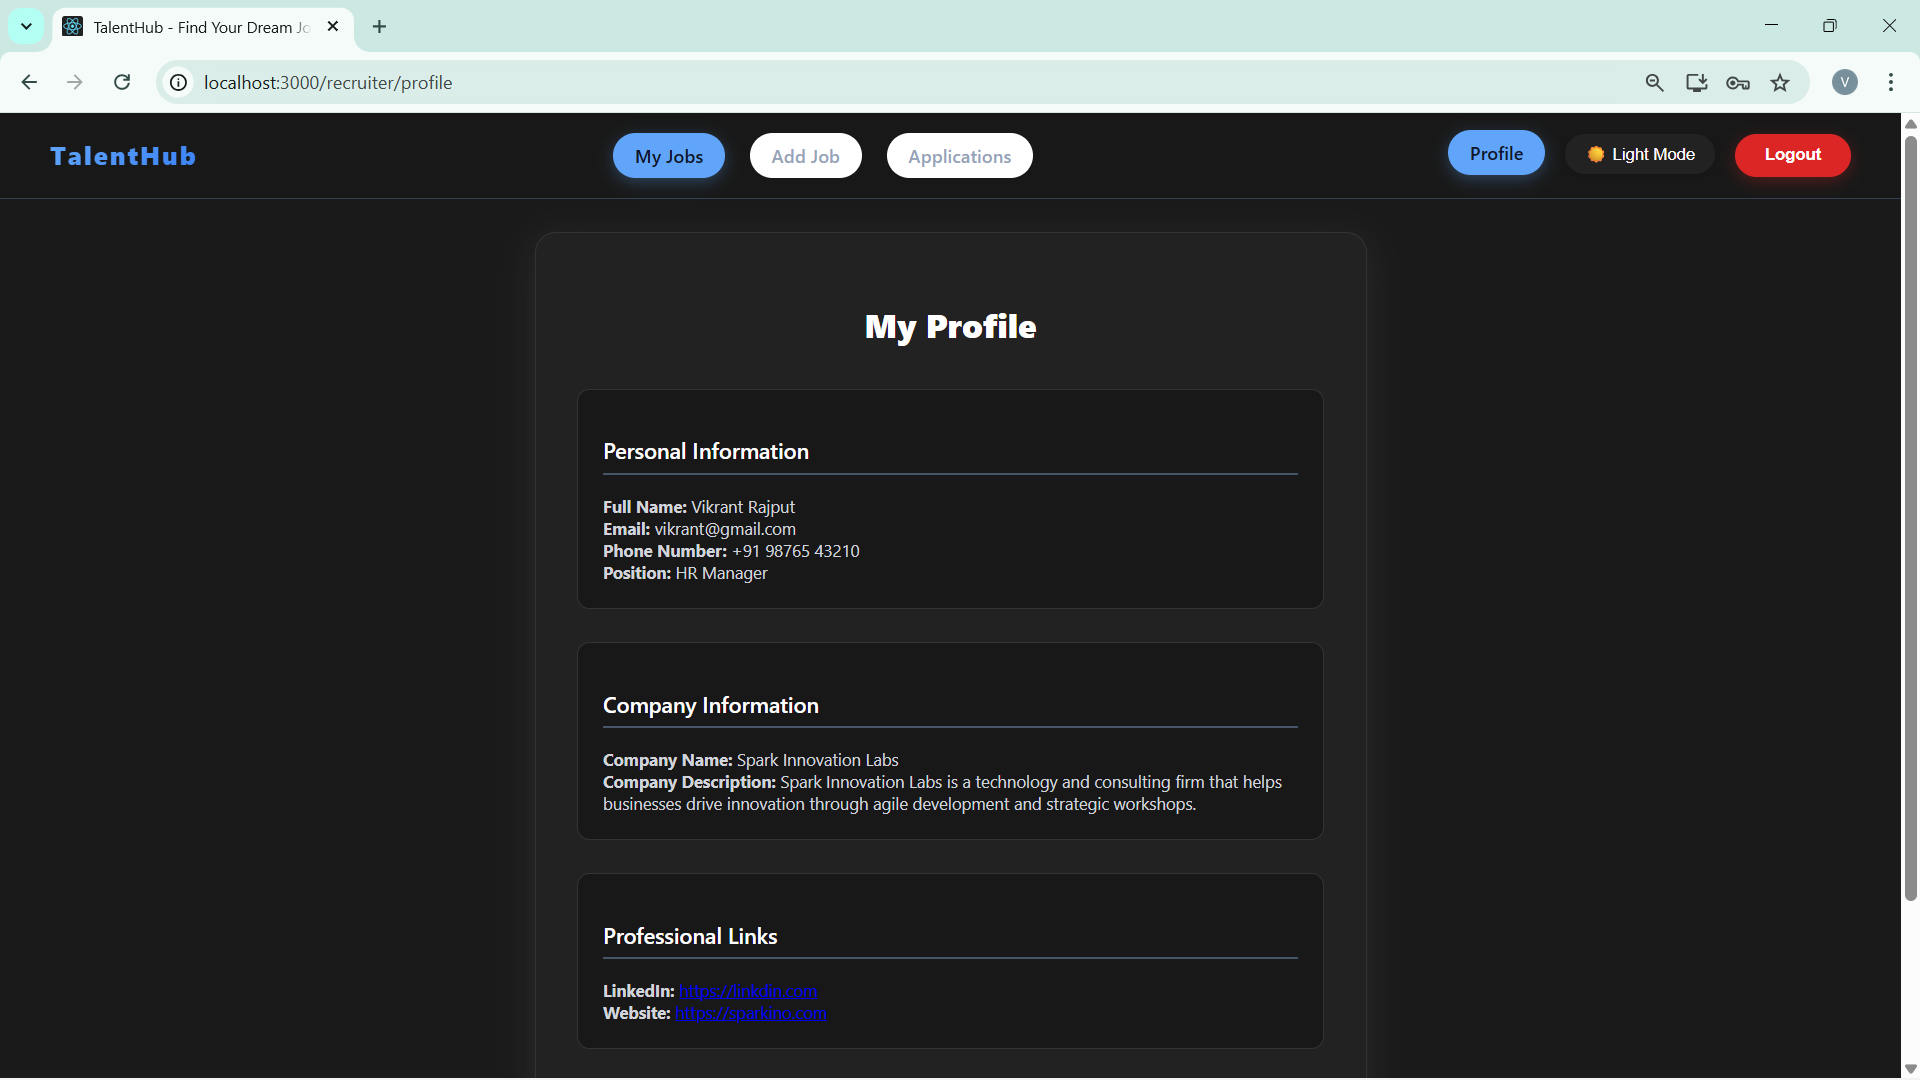 TalentHub - Find Your Dream Jo
localhost:3000/recruiter/profile
V
TalentHub
My Jobs
Add Job
Applications
Profile
Light Mode
Logout
My Profile
Personal Information
Full Name: Vikrant Rajput
Email: vikrant@gmail.com
Phone Number: +91 98765 43210
Position: HR Manager
Company Information
Company Name: Spark Innovation Labs
Company Description: Spark Innovation Labs is a technology and consulting firm that helps
businesses drive innovation through agile development and strategic workshops.
Professional Links
LinkedIn: https://linkdin.com
Website: https://sparkino.com